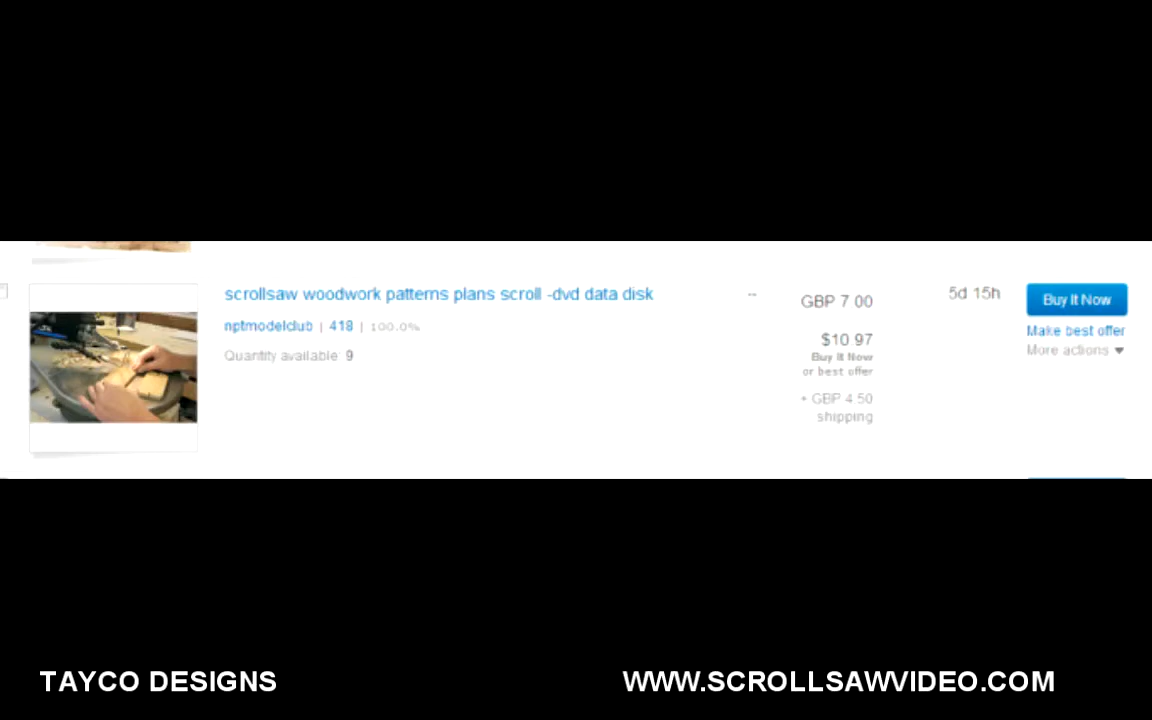 scrollsaw woodwork patterns plans scroll -dvd data disk
nptmodelclub | 418 | 100.0%
Quantity available: 9
--
GBP 7.00
$10.97
Buy It Now
or best offer
+ GBP 4.50
shipping
5d 15h
Buy It Now
Make best offer
More actions
TAYCO DESIGNS
WWW.SCROLLSAWVIDEO.COM